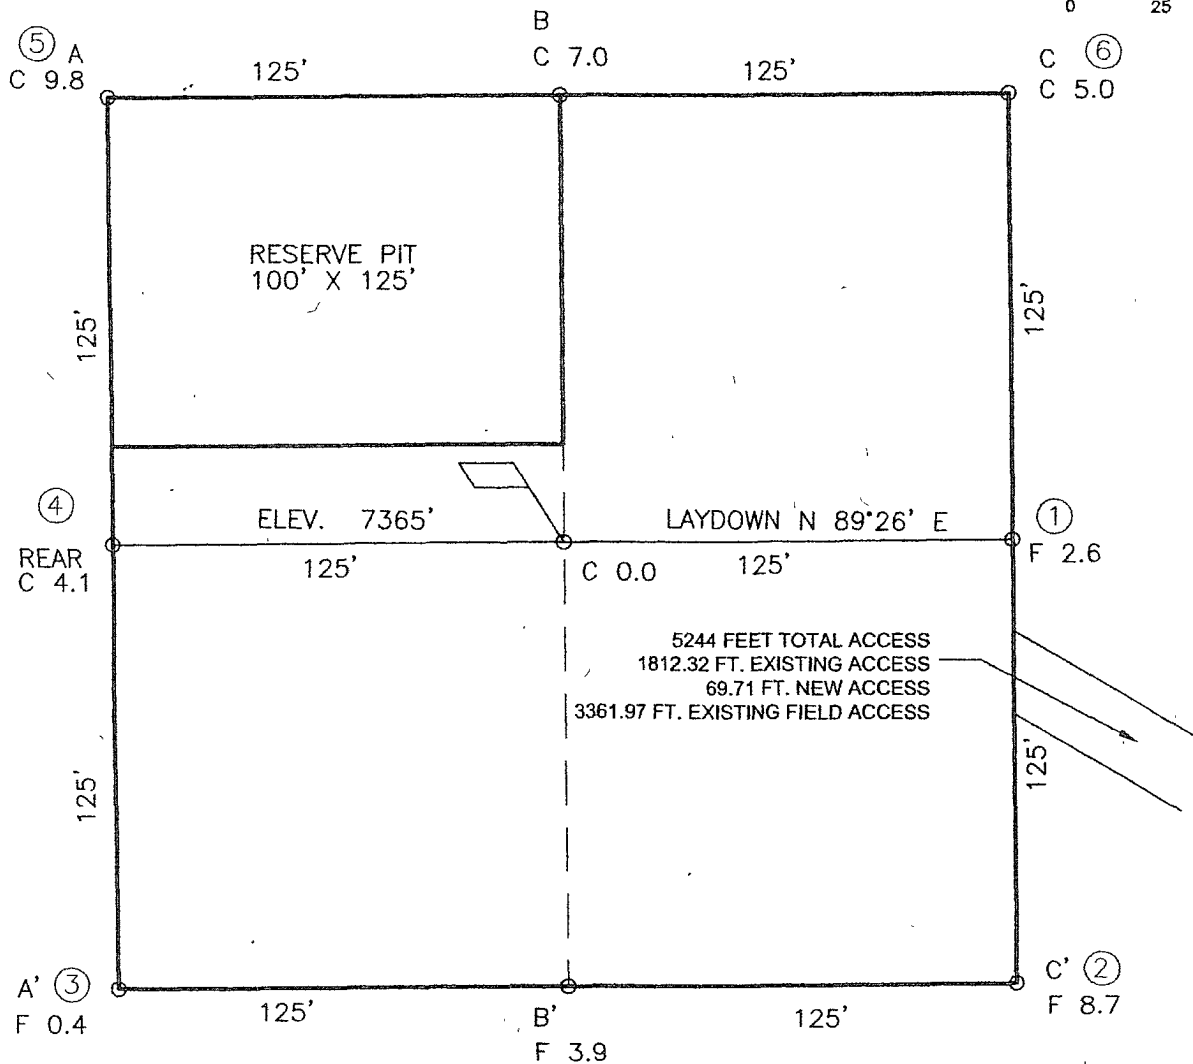 0 25
B
⑤ A
C 9.8
125'
C 7.0
125'
C ⑥
C 5.0
RESERVE PIT
100' X 125'
125'
125'
④
REAR
C 4.1
ELEV. 7365'
125'
C 0.0
LAYDOWN N 89°26' E
125'
①
F 2.6
5244 FEET TOTAL ACCESS
1812.32 FT. EXISTING ACCESS
69.71 FT. NEW ACCESS
3361.97 FT. EXISTING FIELD ACCESS
125'
125'
A' ③
F 0.4
125'
B'
F 3.9
125'
C' ②
F 8.7